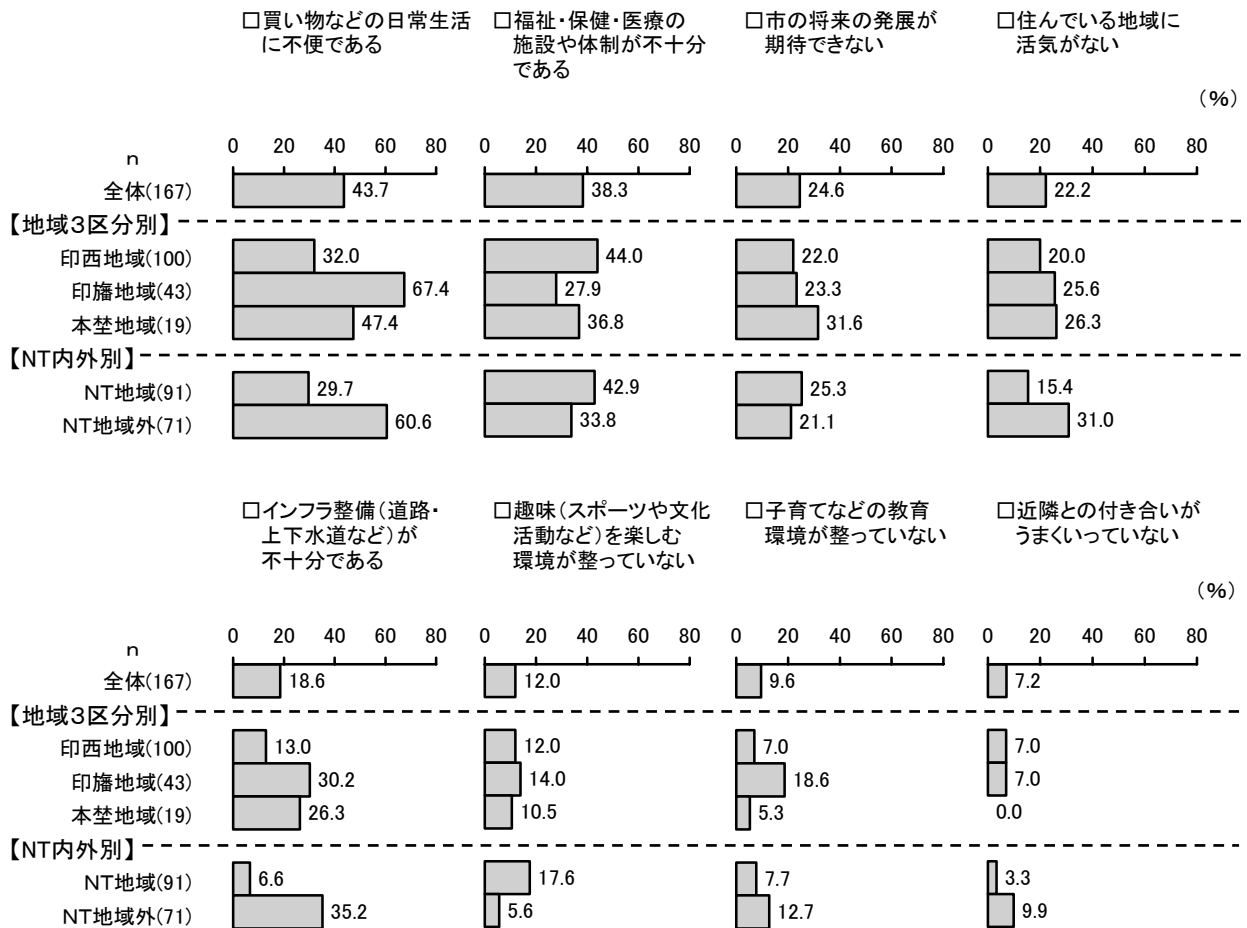 □買い物などの日常生活
に不便である
□福祉・保健・医療の
施設や体制が不十分
である
□市の将来の発展が
期待できない
□住んでいる地域に
活気がない
(%)
0 20 40 60 80 0 20 40 60 80 0 20 40 60 80 0 20 40 60 80
n
全体(167) 43.7 38.3 24.6 22.2
【地域3区分別】
印西地域(100) 32.0 44.0 22.0 20.0
印旛地域(43) 67.4 27.9 23.3 25.6
本埜地域(19) 47.4 36.8 31.6 26.3
【NT内外別】
NT地域(91) 29.7 42.9 25.3 15.4
NT地域外(71) 60.6 33.8 21.1 31.0
□インフラ整備(道路・
上下水道など)が
不十分である
□趣味(スポーツや文化
活動など)を楽しむ
環境が整っていない
□子育てなどの教育
環境が整っていない
□近隣との付き合いが
うまくいっていない
(%)
0 20 40 60 80 0 20 40 60 80 0 20 40 60 80 0 20 40 60 80
n
全体(167) 18.6 12.0 9.6 7.2
【地域3区分別】
印西地域(100) 13.0 12.0 7.0 7.0
印旛地域(43) 30.2 14.0 18.6 7.0
本埜地域(19) 26.3 10.5 5.3 0.0
【NT内外別】
NT地域(91) 6.6 17.6 7.7 3.3
NT地域外(71) 35.2 5.6 12.7 9.9